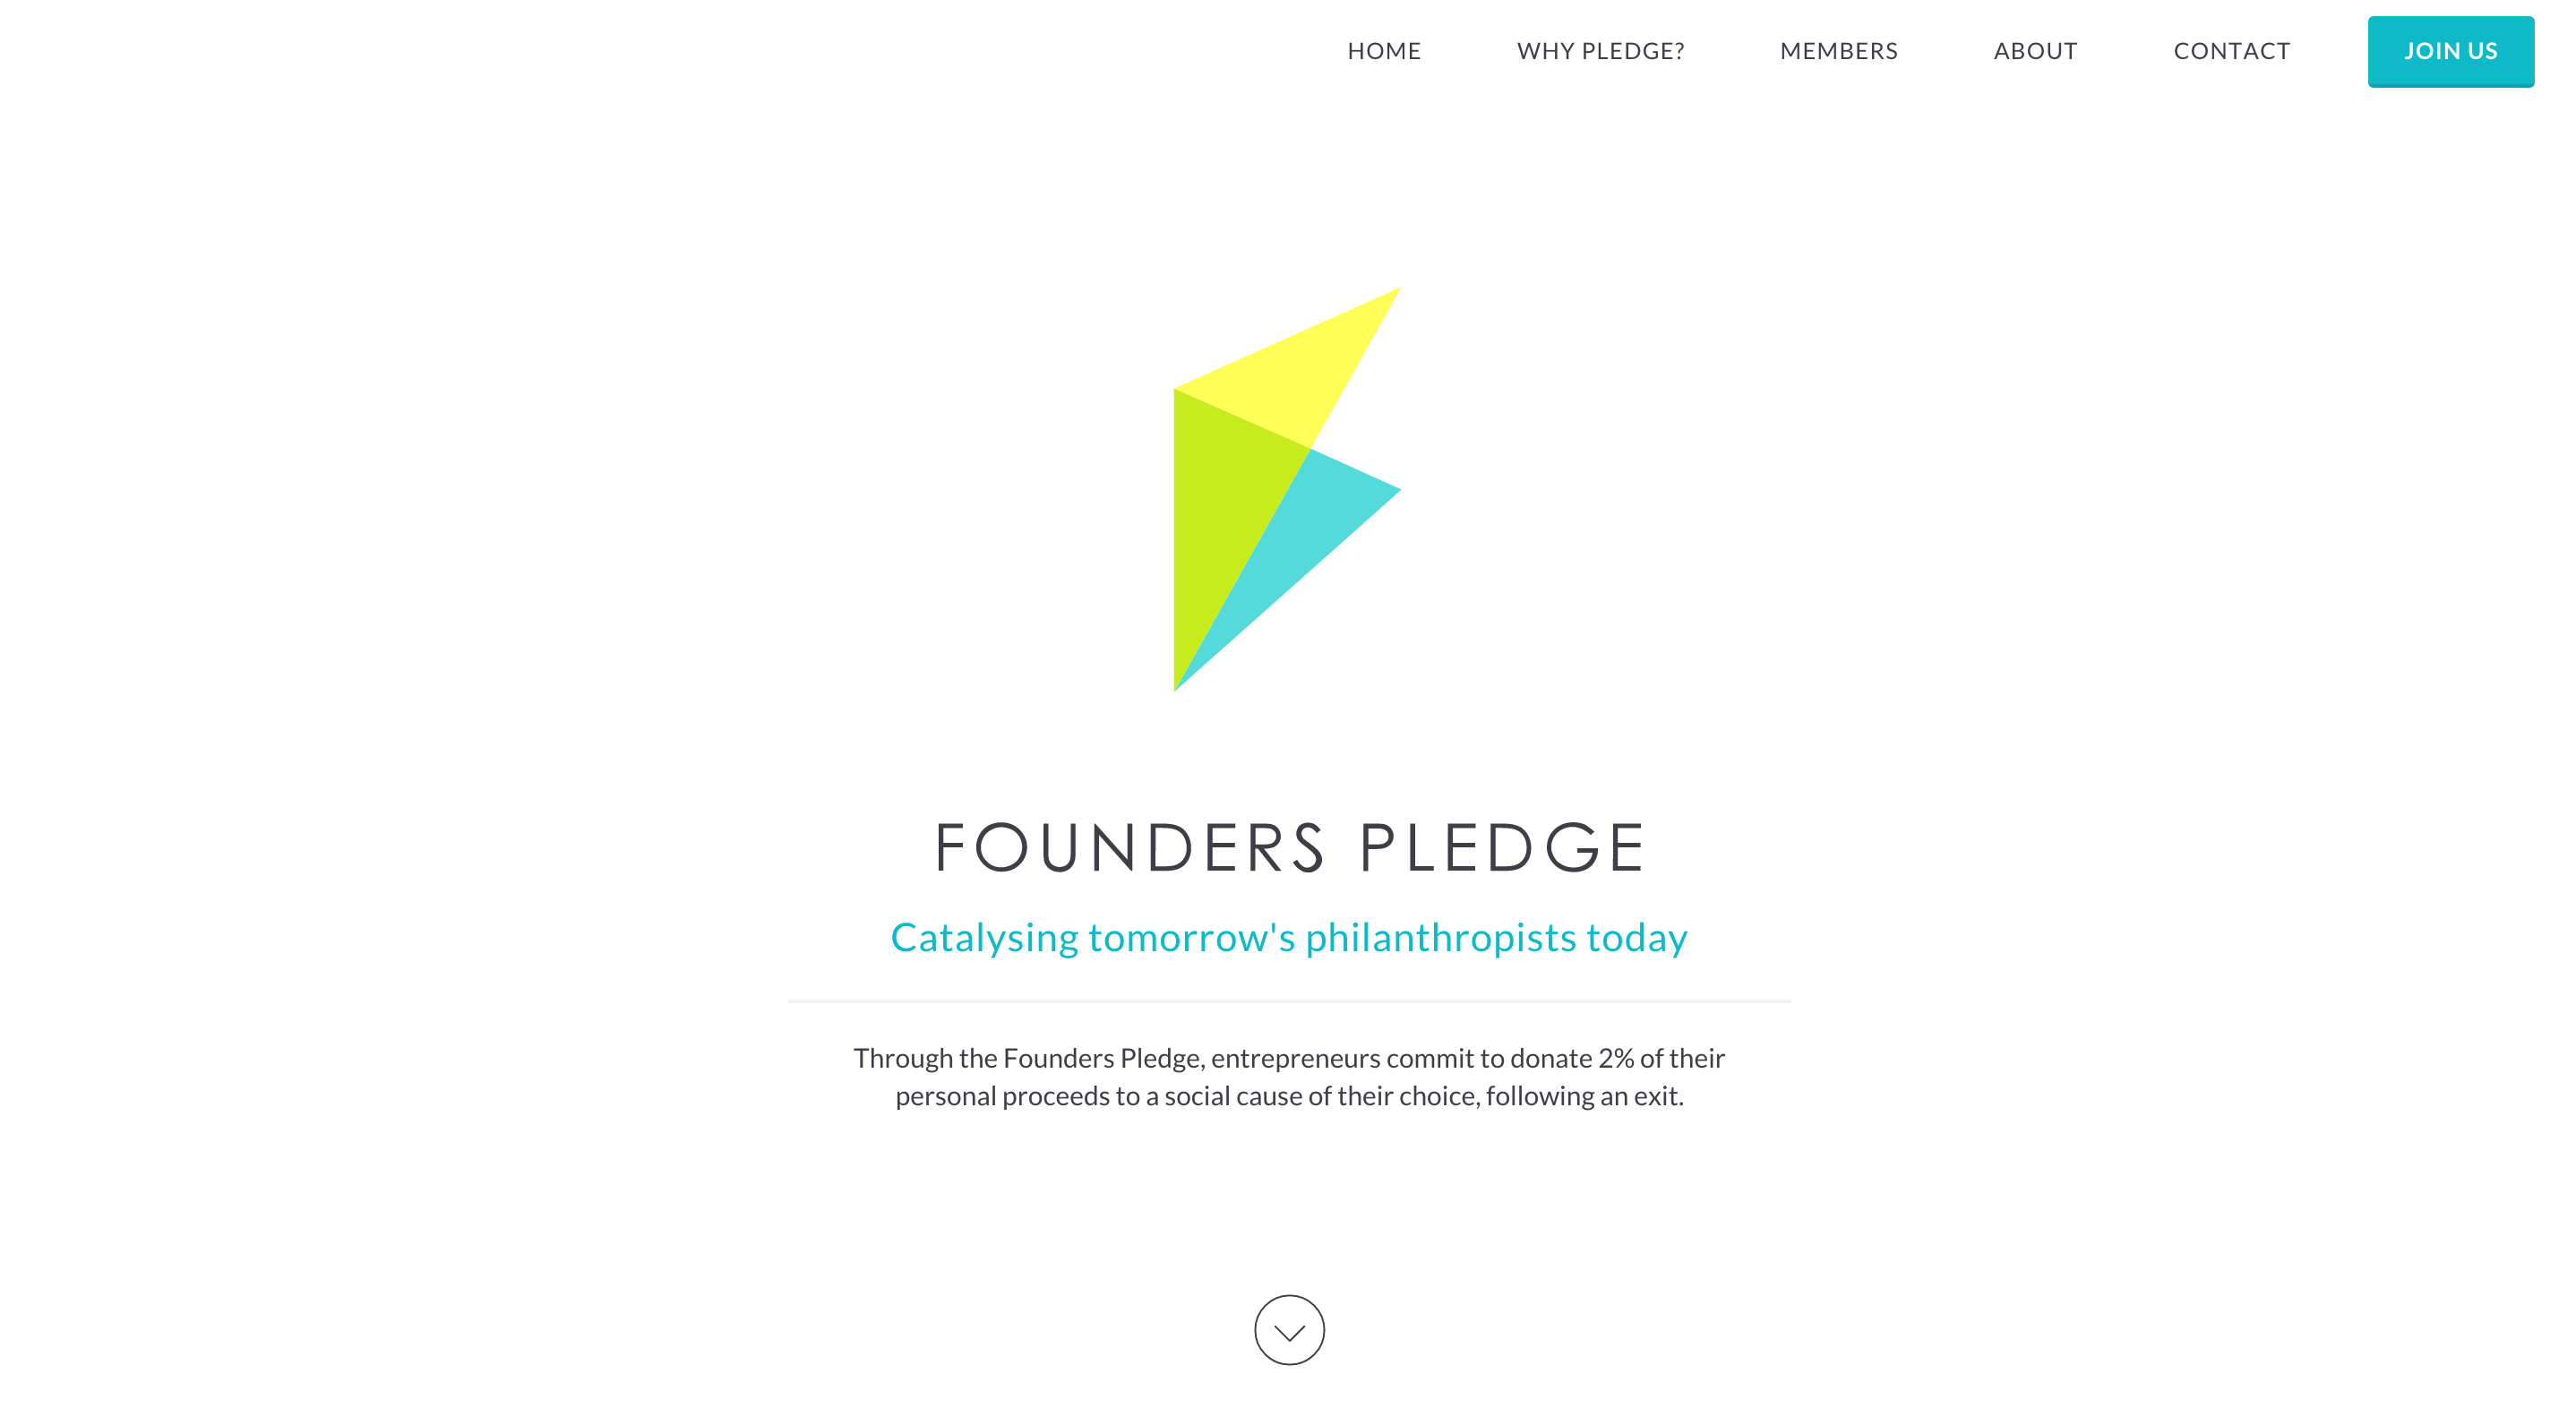 HOME WHY PLEDGE? MEMBERS ABOUT CONTACT JOIN US
FOUNDERS PLEDGE
Catalysing tomorrow's philanthropists today
Through the Founders Pledge, entrepreneurs commit to donate 2% of their
personal proceeds to a social cause of their choice, following an exit.